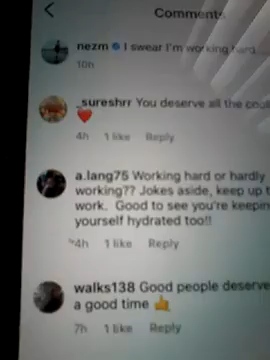 Comments
nezm I swear I'm working hard
10h
_sureshrr You deserve all the
❤️
4h 1 like Reply
a.lang75 Working hard or hardly
working?? Jokes aside, keep up
work. Good to see you're
yourself hydrated too!!
4h 1 like Reply
walks138 Good people deserve
a good time 👍
7h 1 like Reply